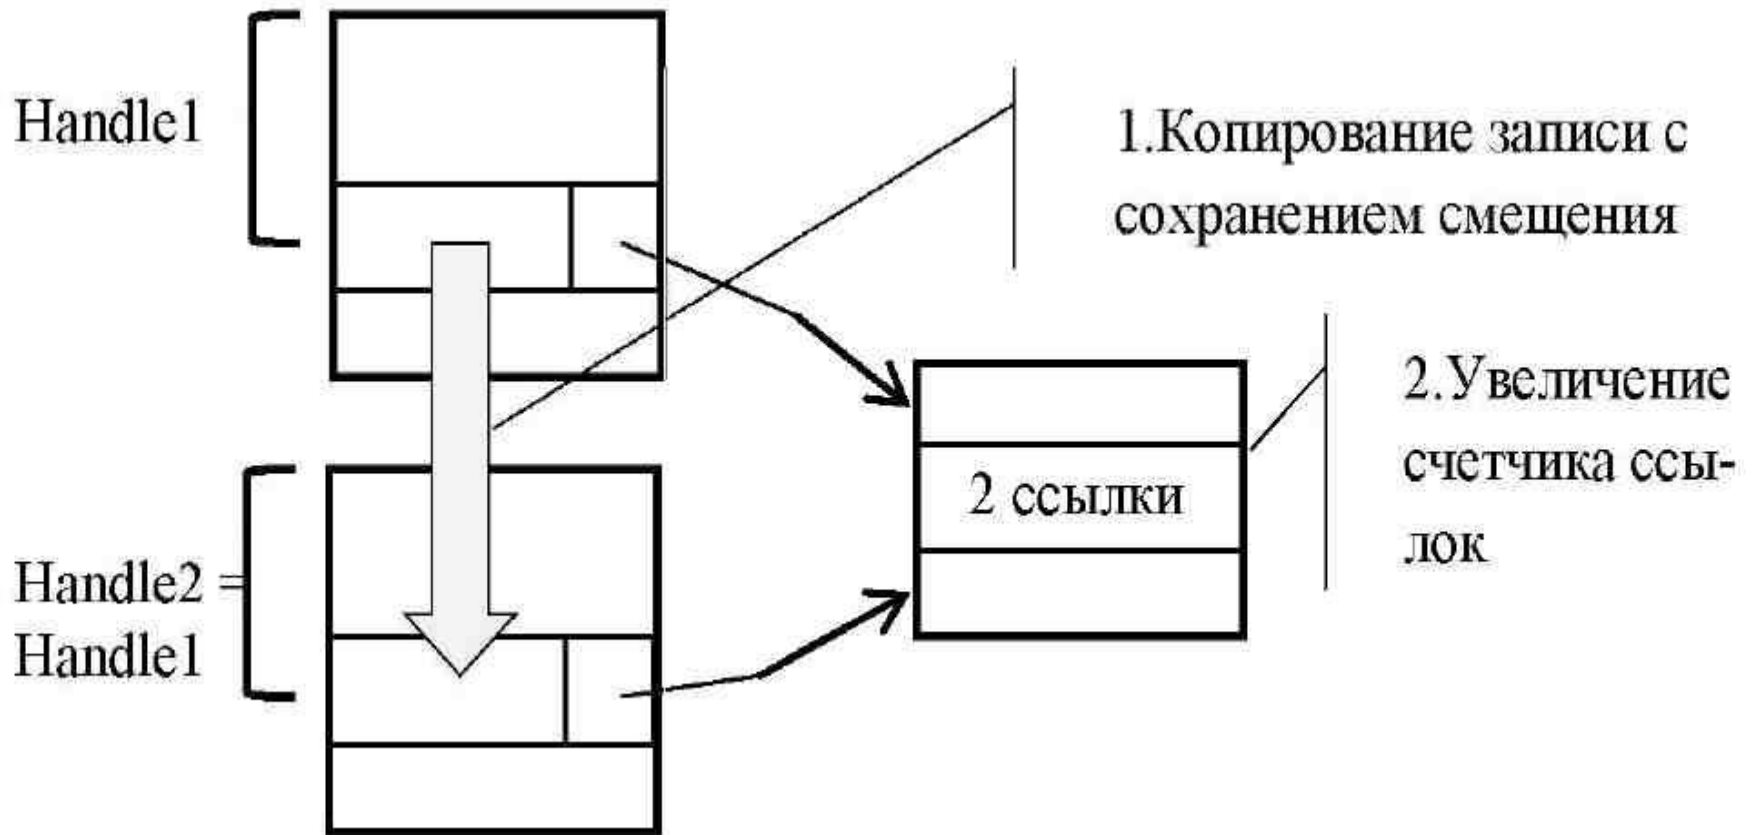 Handle1
1.Копирование записи с
сохранением смещения
2.Увеличение
счетчика ссы-
лок
2 ссылки
Handle2 =
Handle1